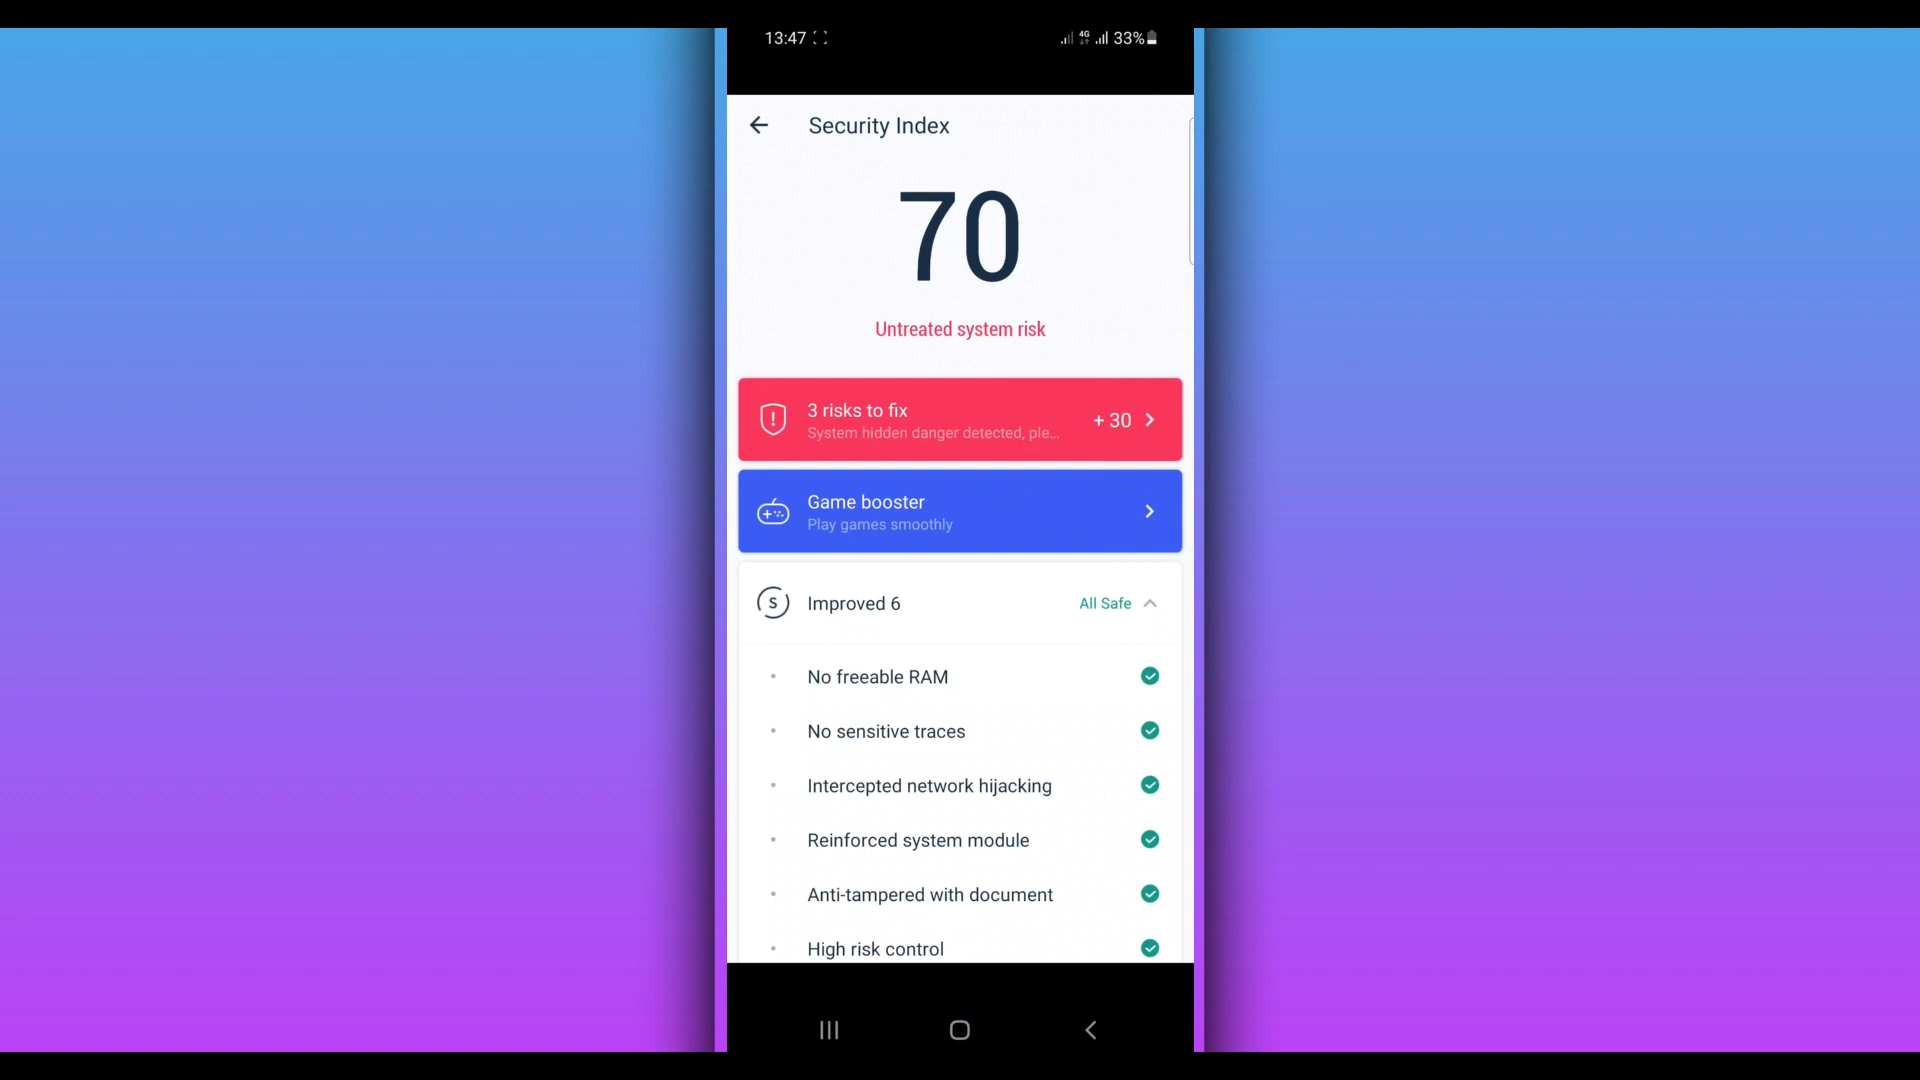 13:47
4G 33%
Security Index
70
Untreated system risk
3 risks to fix
System hidden danger detected, ple...
+ 30
Game booster
Play games smoothly
S
Improved 6
All Safe
No freeable RAM
No sensitive traces
Intercepted network hijacking
Reinforced system module
Anti-tampered with document
High risk control